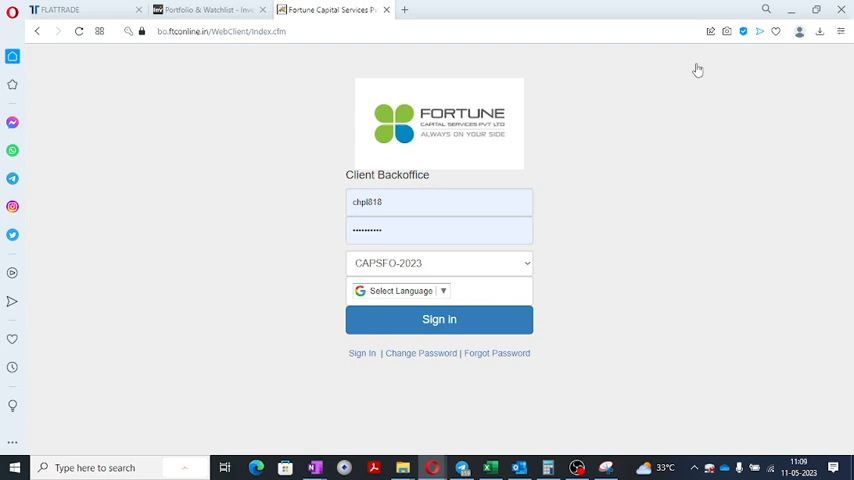 FLATTRADE
Portfolio & Watchlist - Inve
Fortune Capital Services Pv
bo.ftconline.in/WebClient/Index.cfm
FORTUNE
CAPITAL SERVICES PVT LTD
ALWAYS ON YOUR SIDE
Client Backoffice
chpl818
••••••••••
CAPSFO-2023
Select Language
Sign in
Sign In | Change Password | Forgot Password
Type here to search
33°C
11:09
11-05-2023